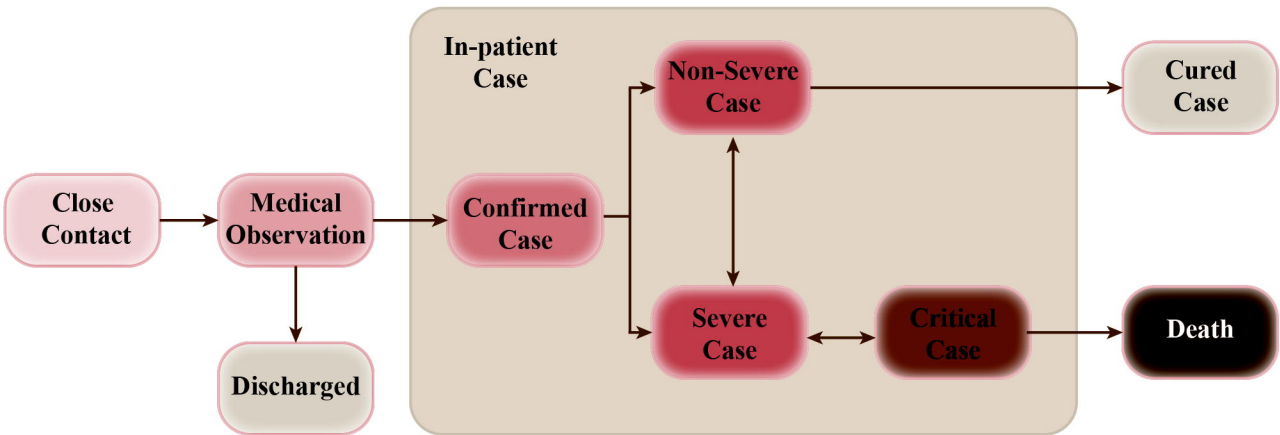 In-patient
Case
Non-Severe
Case
Cured
Case
Close
Contact
Medical
Observation
Confirmed
Case
Severe
Case
Critical
Case
Death
Discharged